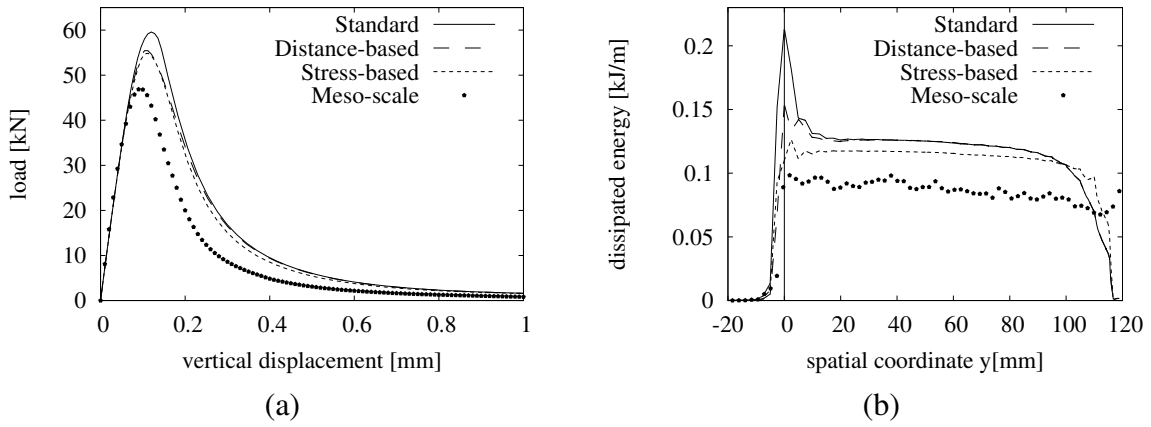 60
50
40
30
20
10
0
0
0.2
0.4
0.6
0.8
1
load [kN]
vertical displacement [mm]
Standard
Distance-based
Stress-based
Meso-scale
(a)
0.2
0.15
0.1
0.05
0
-20
0
20
40
60
80
100
120
dissipated energy [kJ/m]
spatial coordinate y[mm]
Standard
Distance-based
Stress-based
Meso-scale
(b)